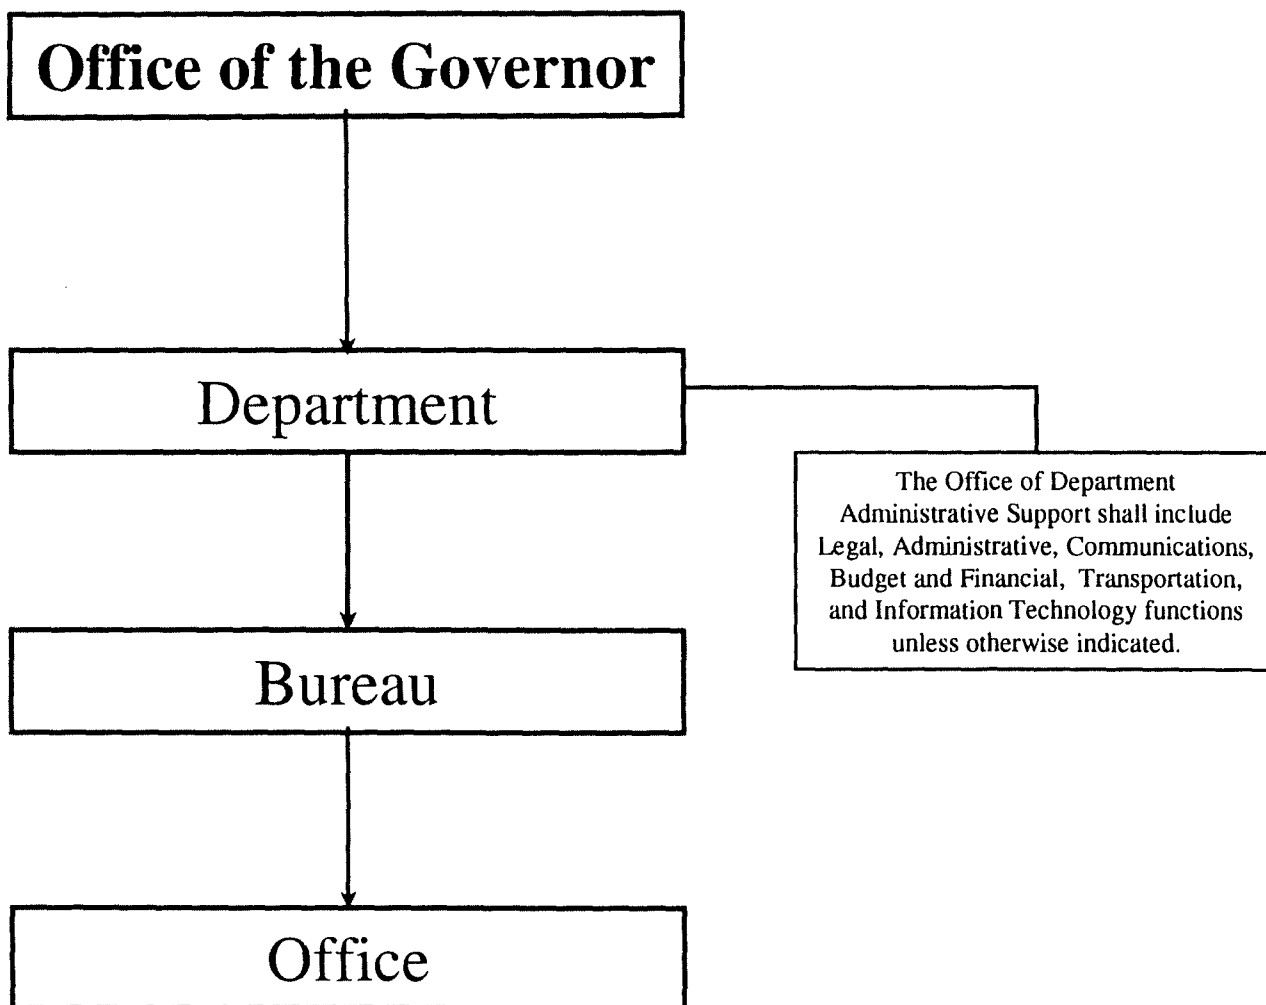 Office of the Governor
Department
The Office of Department
Administrative Support shall include
Legal, Administrative, Communications,
Budget and Financial, Transportation,
and Information Technology functions
unless otherwise indicated.
Bureau
Office